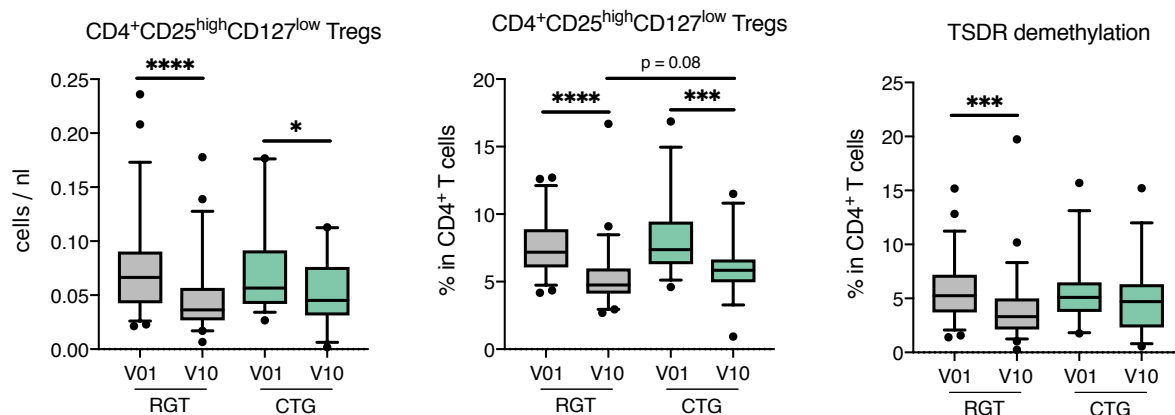 CD4⁺CD25ʰⁱᵍʰCD127ˡᵒʷ Tregs
cells / nl
0.25
0.20
0.15
0.10
0.05
0.00
****
*
V01 V10 V01 V10
RGT CTG
CD4⁺CD25ʰⁱᵍʰCD127ˡᵒʷ Tregs
% in CD4⁺ T cells
20
15
10
5
0
p = 0.08
****
***
V01 V10 V01 V10
RGT CTG
TSDR demethylation
% in CD4⁺ T cells
25
20
15
10
5
0
***
V01 V10 V01 V10
RGT CTG